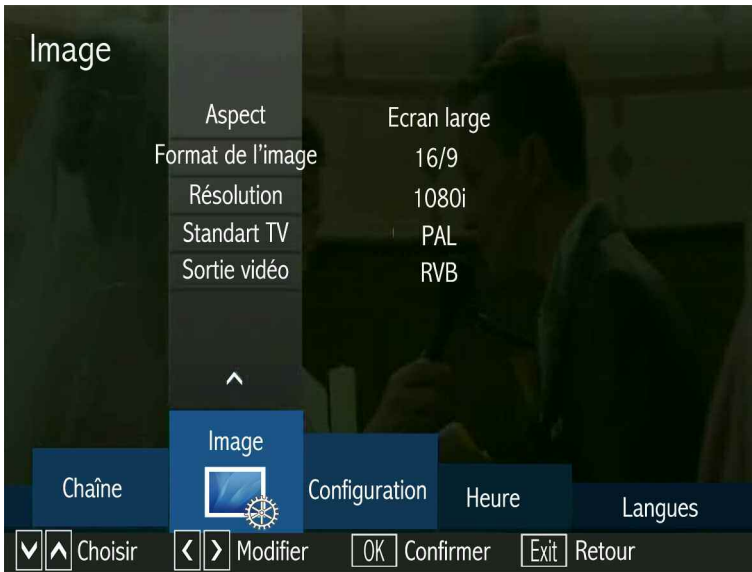 Image
Aspect Ecran large
Format de l'image 16/9
Résolution 1080i
Standart TV PAL
Sortie vidéo RVB
Image
Chaîne Configuration Heure Langues
Choisir Modifier OK Confirmer Exit Retour